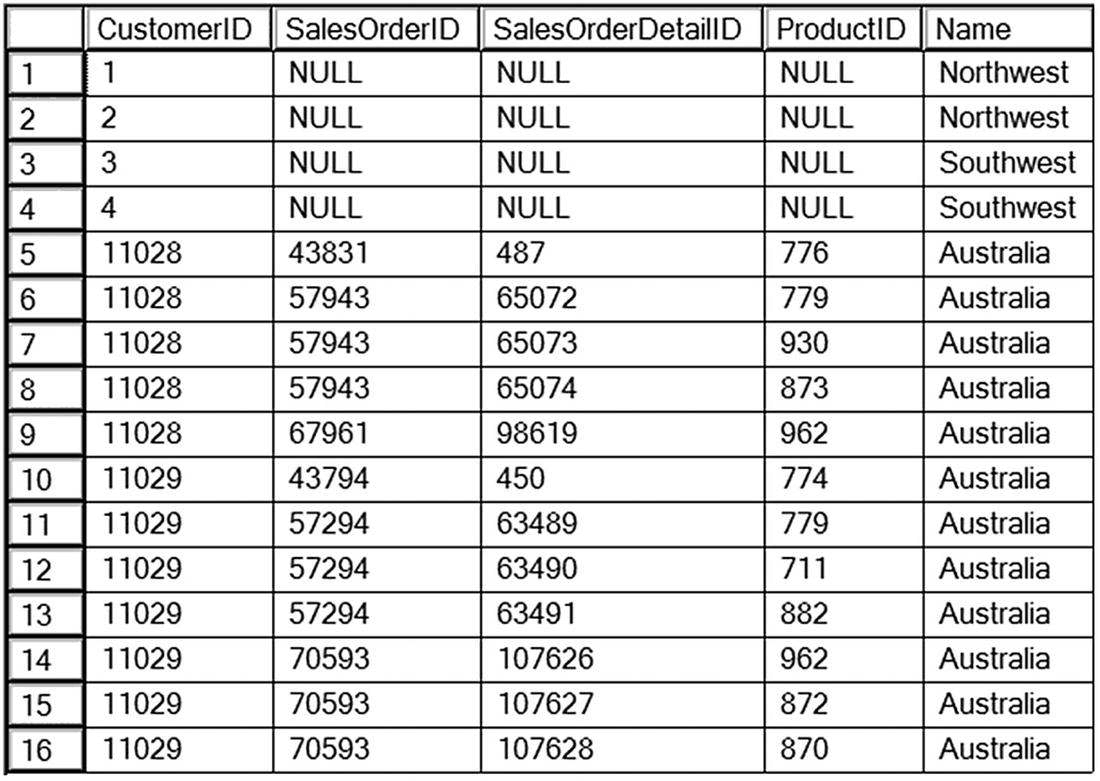 CustomerID SalesOrderID SalesOrderDetailID ProductID Name
1 1 NULL NULL NULL Northwest
2 2 NULL NULL NULL Northwest
3 3 NULL NULL NULL Southwest
4 4 NULL NULL NULL Southwest
5 11028 43831 487 776 Australia
6 11028 57943 65072 779 Australia
7 11028 57943 65073 930 Australia
8 11028 57943 65074 873 Australia
9 11028 67961 98619 962 Australia
10 11029 43794 450 774 Australia
11 11029 57294 63489 779 Australia
12 11029 57294 63490 711 Australia
13 11029 57294 63491 882 Australia
14 11029 70593 107626 962 Australia
15 11029 70593 107627 872 Australia
16 11029 70593 107628 870 Australia